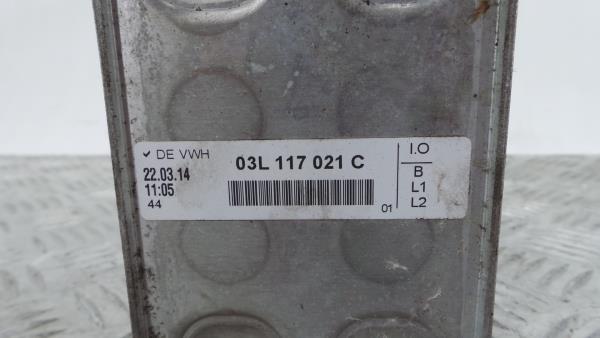 DE VWH
22.03.14
11:05
44
03L 117 021 C
01
I.O
B
L1
L2